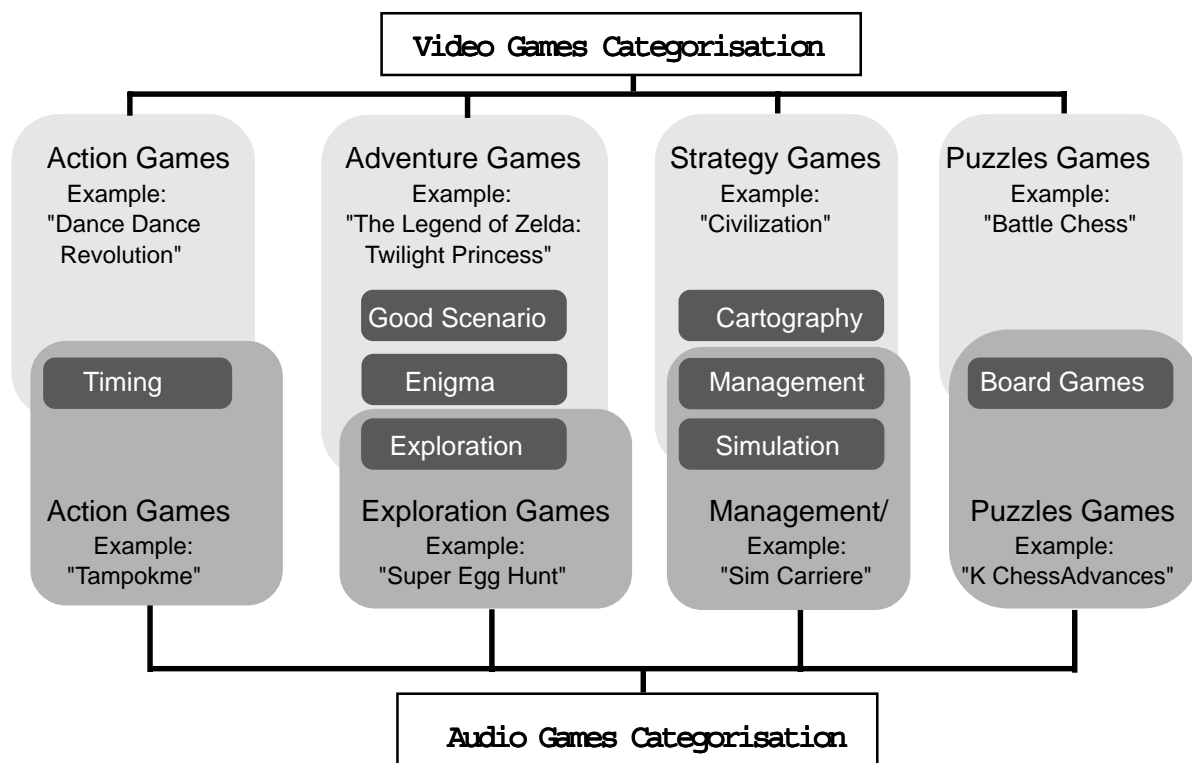 Video Games Categorisation
Action Games
Example:
"Dance Dance
Revolution"
Adventure Games
Example:
"The Legend of Zelda:
Twilight Princess"
Strategy Games
Example:
"Civilization"
Puzzles Games
Example:
"Battle Chess"
Good Scenario
Cartography
Timing
Enigma
Management
Board Games
Exploration
Simulation
Action Games
Example:
"Tampokme"
Exploration Games
Example:
"Super Egg Hunt"
Management/
Example:
"Sim Carriere"
Puzzles Games
Example:
"K ChessAdvances"
Audio Games Categorisation